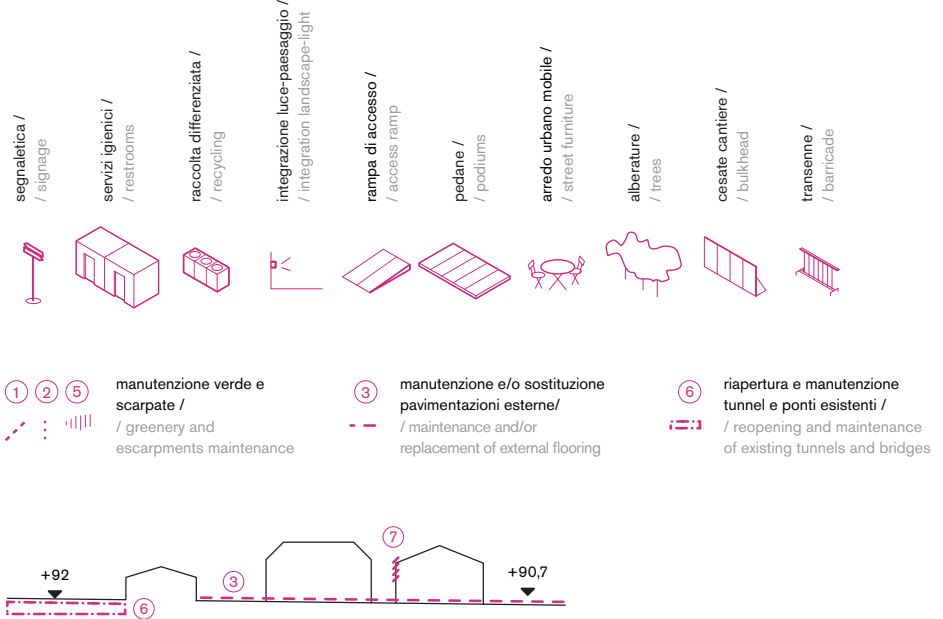 segnaletica /
/ signage
servizi igienici /
/ restrooms
raccolta differenziata /
/ recycling
integrazione luce-paesaggio /
/ integration landscape-light
rampa di accesso /
/ access ramp
pedane /
/ podiums
arredo urbano mobile /
/ street furniture
alberature /
/ trees
cesate cantiere /
/ bulkhead
transenne /
/ barricade
1 2 5
manutenzione verde e
scarpate /
/ greenery and
escarpments maintenance
3
manutenzione e/o sostituzione
pavimentazioni esterne/
/ maintenance and/or
replacement of external flooring
6
riapertura e manutenzione
tunnel e ponti esistenti /
/ reopening and maintenance
of existing tunnels and bridges
7
+92
3
+90,7
6